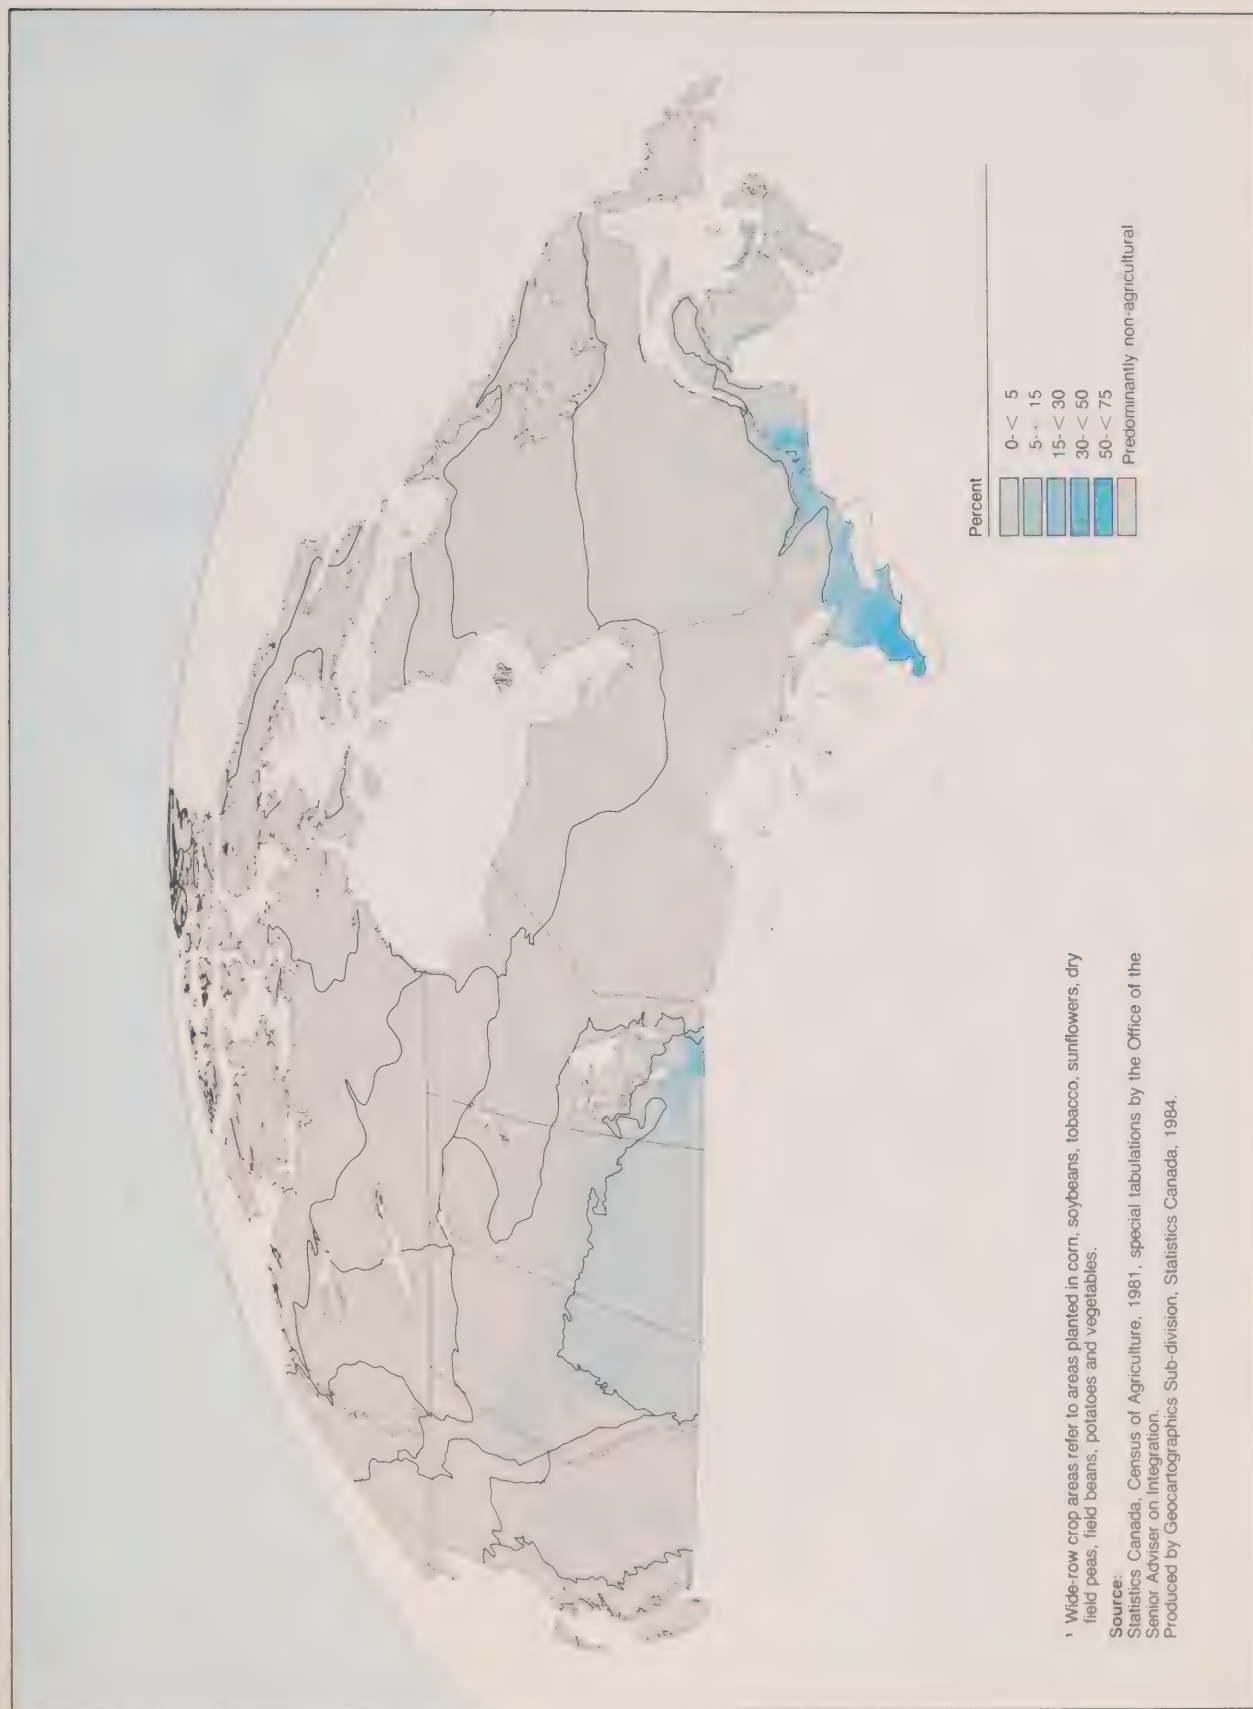 Percent
0- < 5
5- < 15
15- < 30
30- < 50
50- < 75
Predominantly non-agricultural
¹ Wide-row crop areas refer to areas planted in corn, soybeans, tobacco, sunflowers, dry
field peas, field beans, potatoes and vegetables.
Source:
Statistics Canada, Census of Agriculture, 1981, special tabulations by the Office of the
Senior Adviser on Integration.
Produced by Geocartographics Sub-division, Statistics Canada, 1984.